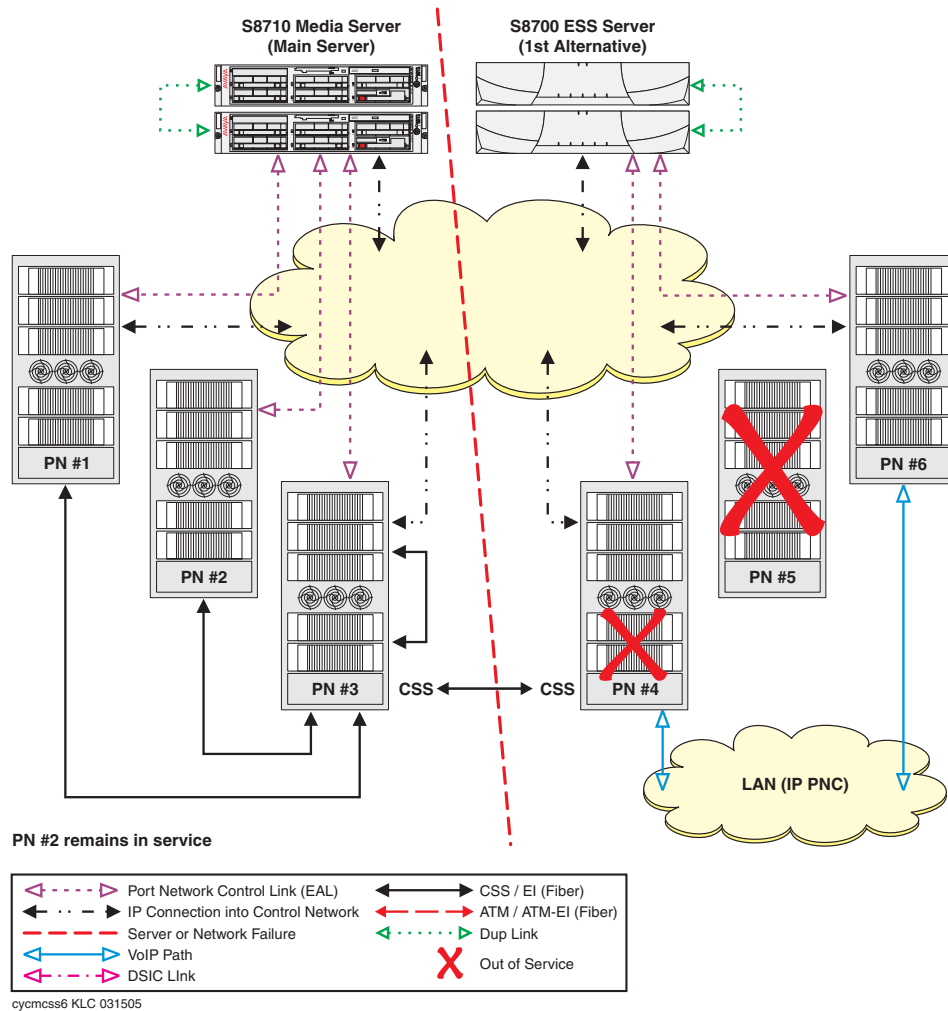 S8710 Media Server
(Main Server)
S8700 ESS Server
(1st Alternative)
AVAYA
AVAYA
PN #1
PN #2
PN #3
CSS
CSS
PN #4
PN #5
PN #6
LAN (IP PNC)
PN #2 remains in service
Port Network Control Link (EAL)
IP Connection into Control Network
Server or Network Failure
VoIP Path
DSIC LInk
CSS / EI (Fiber)
ATM / ATM-EI (Fiber)
Dup Link
Out of Service
cycmcss6 KLC 031505